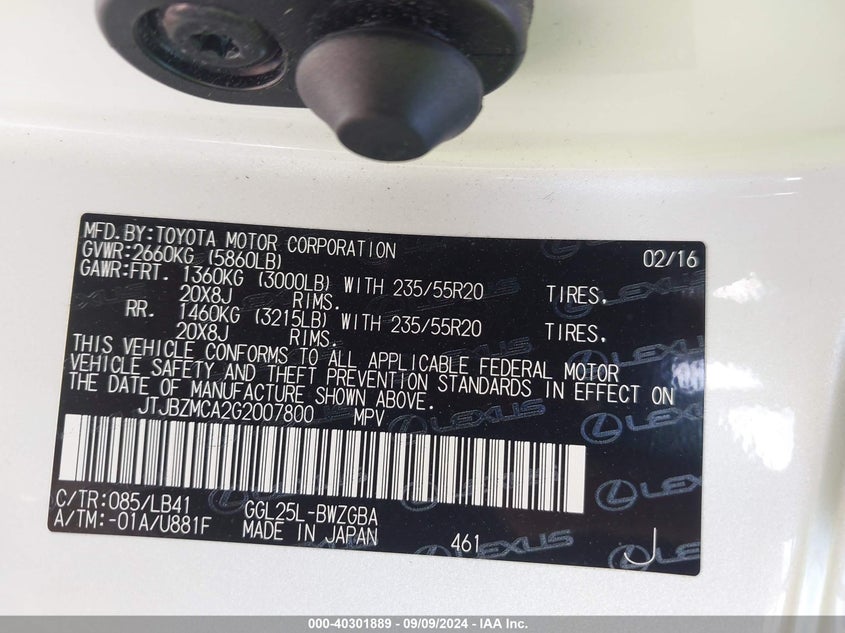 MFD. BY:TOYOTA MOTOR CORPORATION 02/16
GVWR:2660KG (5860LB)
GAWR:FRT. 1360KG (3000LB) WITH 235/55R20 TIRES,
20X8J RIMS.
RR. 1460KG (3215LB) WITH 235/55R20 TIRES,
20X8J RIMS.
THIS VEHICLE CONFORMS TO ALL APPLICABLE FEDERAL MOTOR
VEHICLE SAFETY AND THEFT PREVENTION STANDARDS IN EFFECT ON
THE DATE OF MANUFACTURE SHOWN ABOVE.
JTJBZMCA2G2007800 MPV
C/TR:085/LB41 GGL25L-BWZGBA
A/TM:-01A/U881F MADE IN JAPAN 461 J
LEXUS
000-40301889 - 09/09/2024 - IAA Inc.